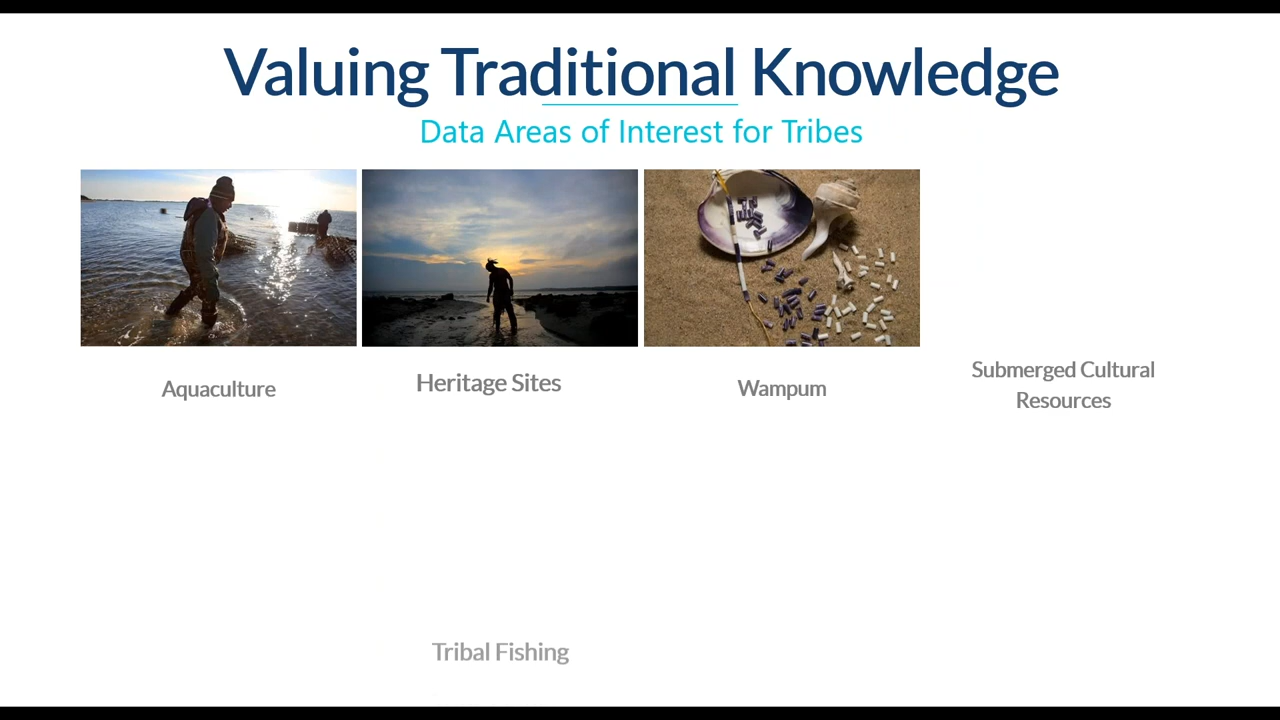 Valuing Traditional Knowledge
Data Areas of Interest for Tribes
Aquaculture
Heritage Sites
Wampum
Submerged Cultural
Resources
Tribal Fishing